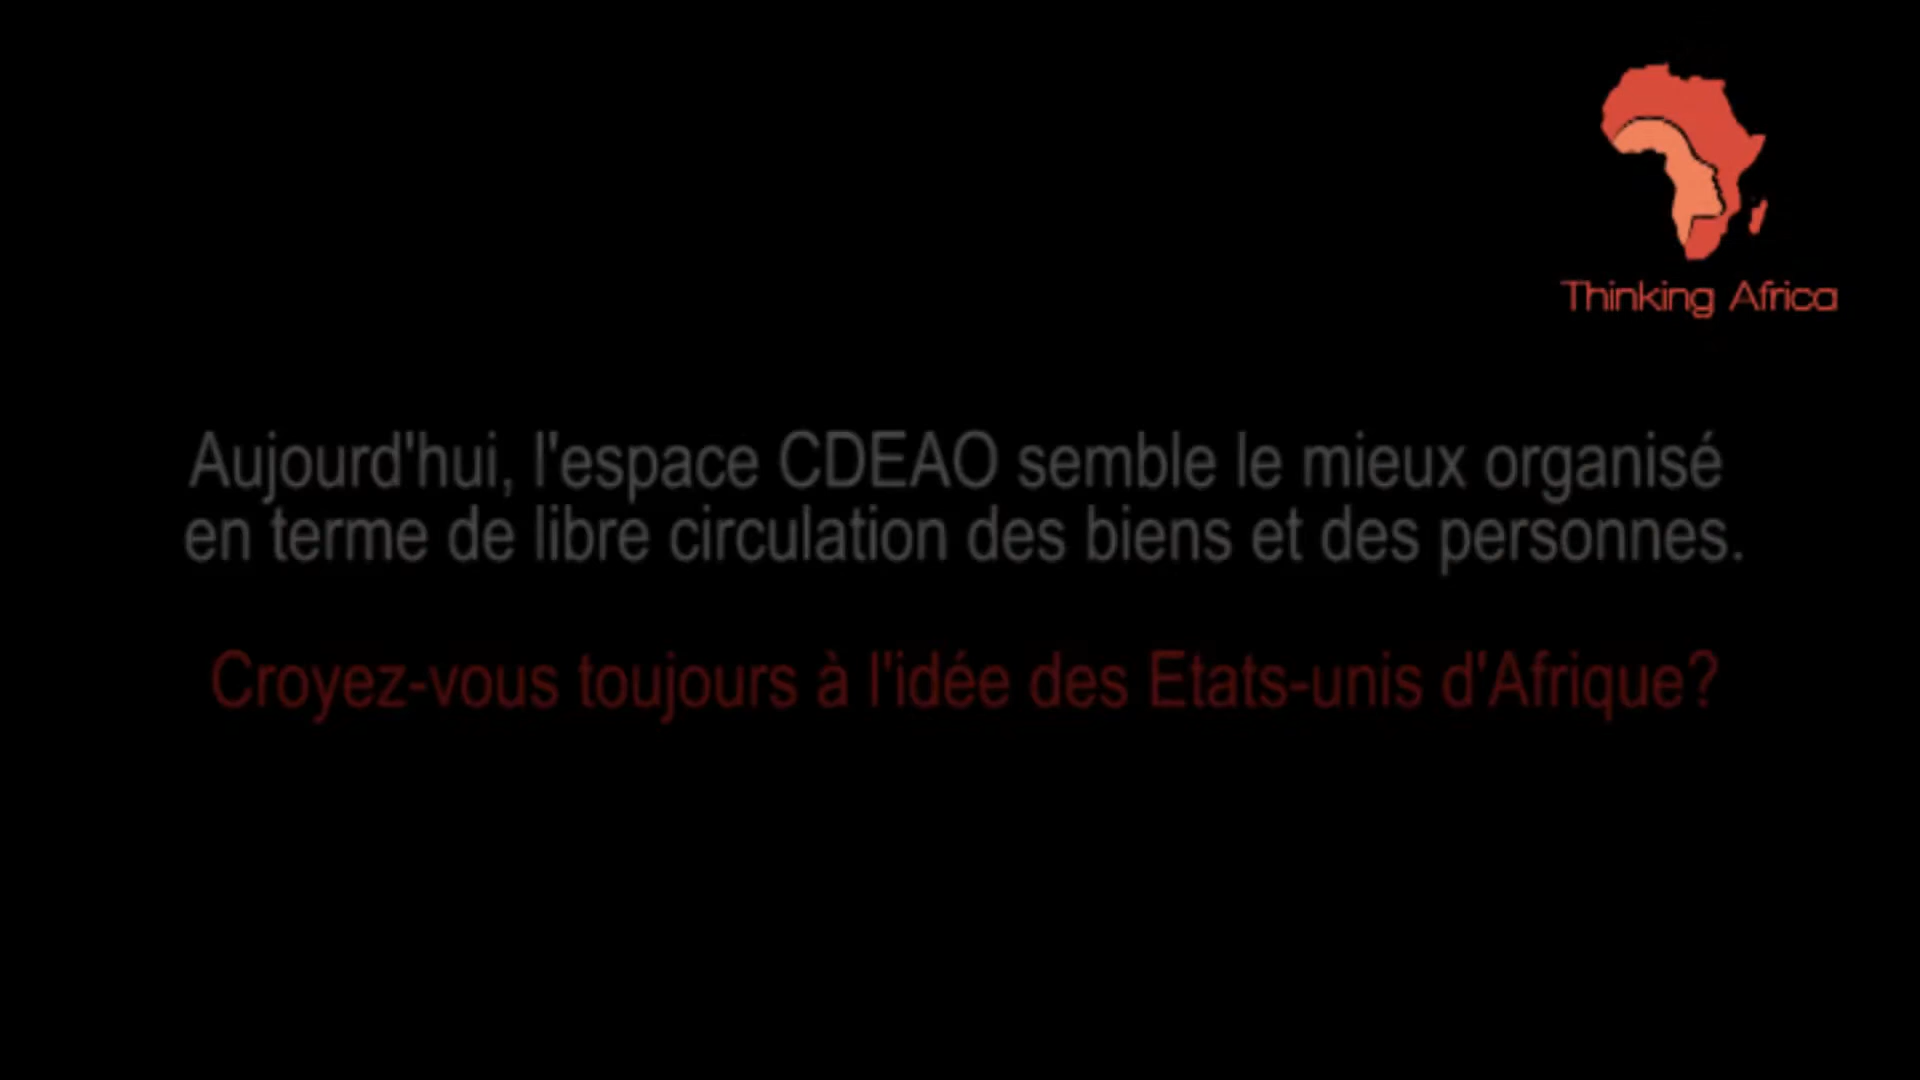 Thinking Africa
Aujourd'hui, l'espace CDEAO semble le mieux organisé
en terme de libre circulation des biens et des personnes.
Croyez-vous toujours à l'idée des Etats-unis d'Afrique?